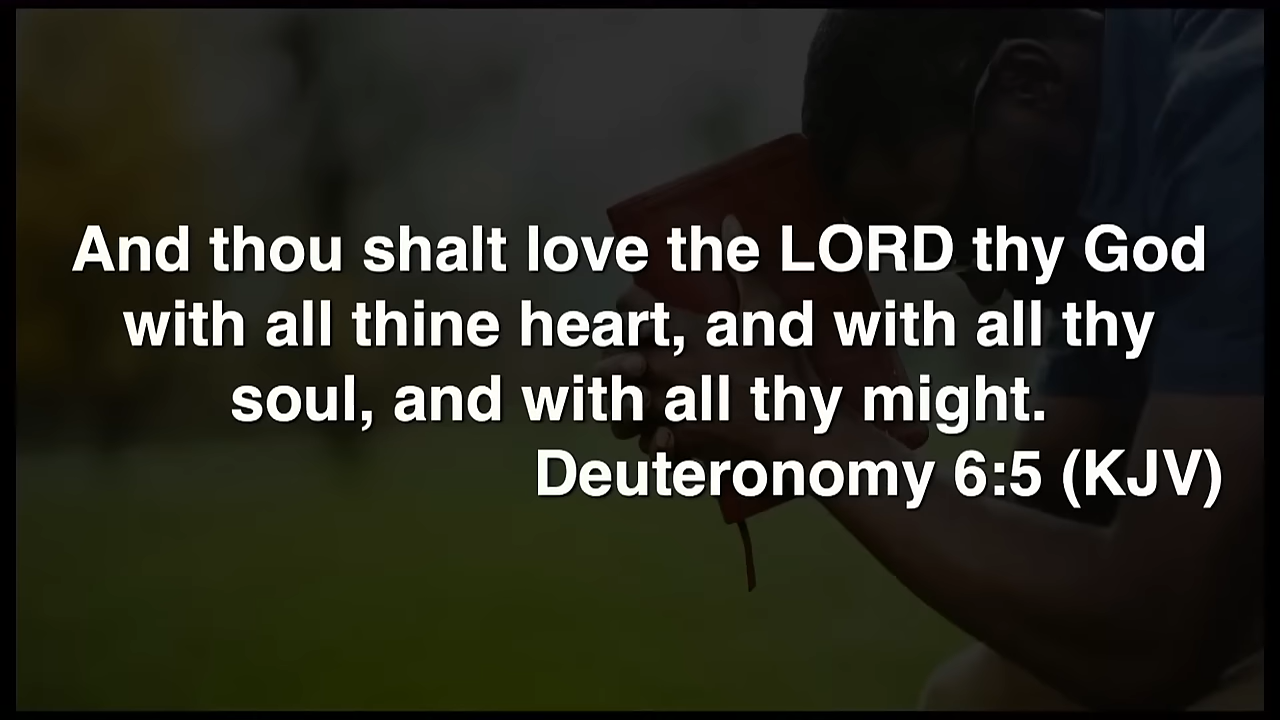 And thou shalt love the LORD thy God
with all thine heart, and with all thy
soul, and with all thy might.
Deuteronomy 6:5 (KJV)